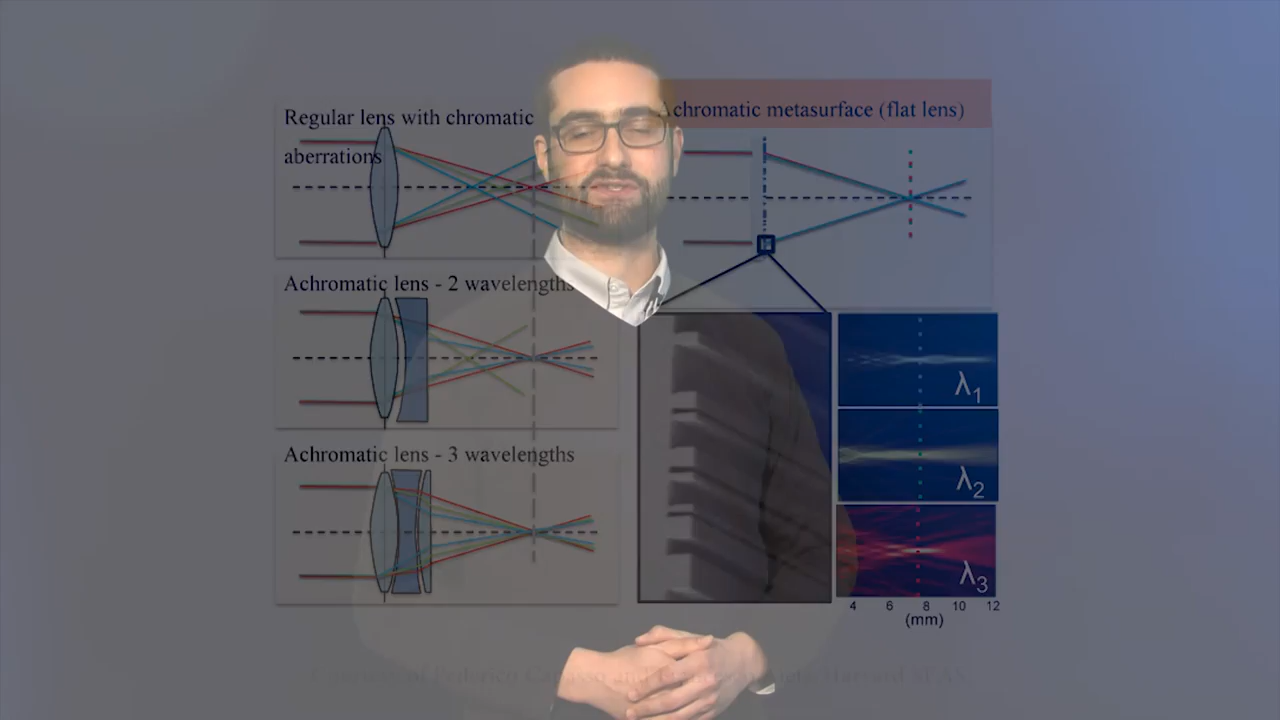 Regular lens with chromatic
aberrations
Achromatic metasurface (flat lens)
Achromatic lens - 2 wavelengths
Achromatic lens - 3 wavelengths
λ1
λ2
λ3
4 6 8 10 12
(mm)